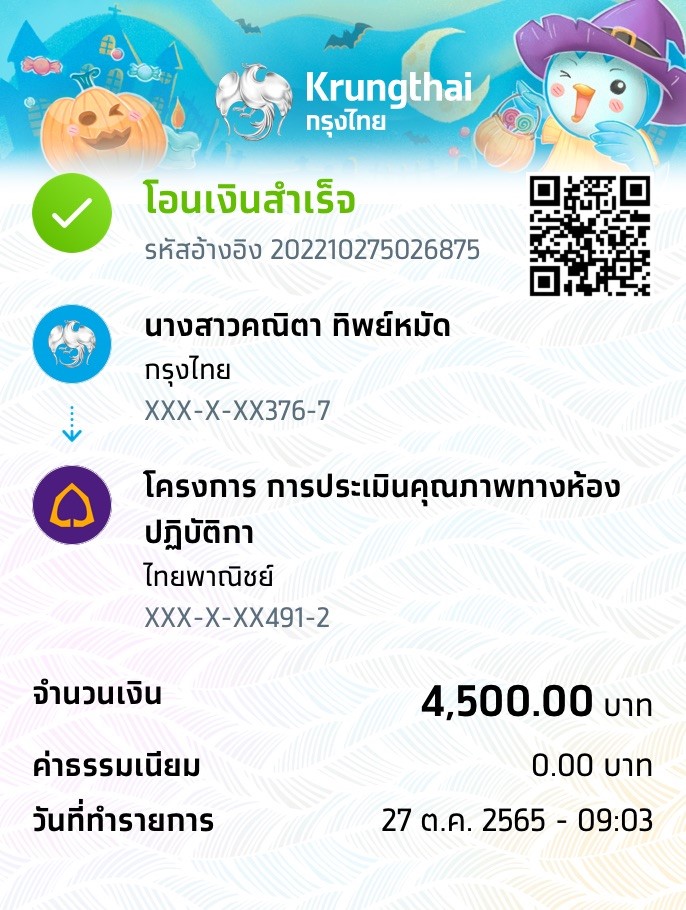 Krungthai
กรุงไทย
โอนเงินสำเร็จ
รหัสอ้างอิง 202210275026875
นางสาวคณิตา ทิพย์หมัด
กรุงไทย
XXX-X-XX376-7
โครงการ การประเมินคุณภาพทางห้อง
ปฏิบัติกา
ไทยพาณิชย์
XXX-X-XX491-2
จำนวนเงิน 4,500.00 บาท
ค่าธรรมเนียม 0.00 บาท
วันที่ทำรายการ 27 ต.ค. 2565 - 09:03